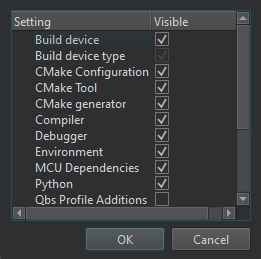 Setting Visible
Build device
Build device type
CMake Configuration
CMake Tool
CMake generator
Compiler
Debugger
Environment
MCU Dependencies
Python
Qbs Profile Additions
OK Cancel